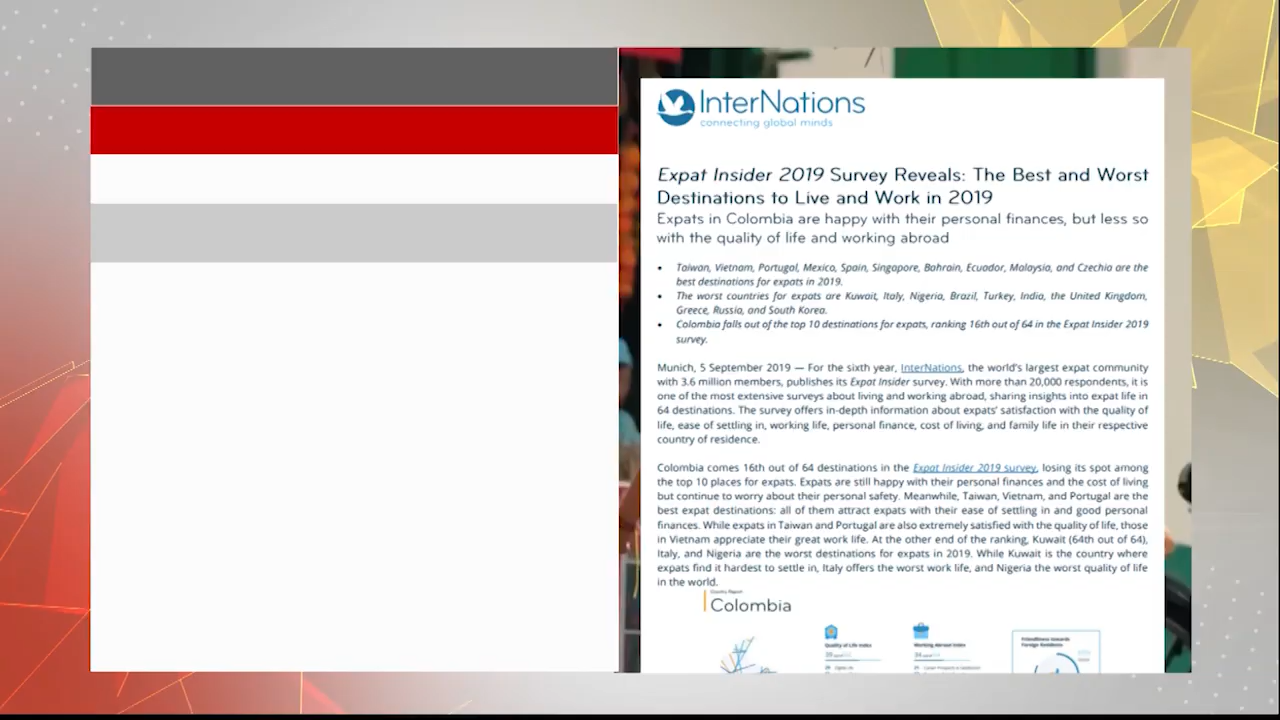 InterNations
connecting global minds
Expat Insider 2019 Survey Reveals: The Best and Worst
Destinations to Live and Work in 2019
Expats in Colombia are happy with their personal finances, but less so
with the quality of life and working abroad
• Taiwan, Vietnam, Portugal, Mexico, Spain, Singapore, Bahrain, Ecuador, Malaysia, and Czechia are the
best destinations for expats in 2019.
• The worst countries for expats are Kuwait, Italy, Nigeria, Brazil, Turkey, India, the United Kingdom,
Greece, Russia, and South Korea.
• Colombia falls out of the top 10 destinations for expats, ranking 16th out of 64 in the Expat Insider 2019
survey.
Munich, 5 September 2019 — For the sixth year, InterNations, the world's largest expat community
with 3.6 million members, publishes its Expat Insider survey. With more than 20,000 respondents, it is
one of the most extensive surveys about living and working abroad, sharing insights into expat life in
64 destinations. The survey offers in-depth information about expats' satisfaction with the quality of
life, ease of settling in, working life, personal finance, cost of living, and family life in their respective
country of residence.
Colombia comes 16th out of 64 destinations in the Expat Insider 2019 survey, losing its spot among
the top 10 places for expats. Expats are still happy with their personal finances and the cost of living
but continue to worry about their personal safety. Meanwhile, Taiwan, Vietnam, and Portugal are the
best expat destinations: all of them attract expats with their ease of settling in and good personal
finances. While expats in Taiwan and Portugal are also extremely satisfied with the quality of life, those
in Vietnam appreciate their great work life. At the other end of the ranking, Kuwait (64th out of 64),
Italy, and Nigeria are the worst destinations for expats in 2019. While Kuwait is the country where
expats find it hardest to settle in, Italy offers the worst work life, and Nigeria the worst quality of life
in the world.
Country Report
Colombia
Quality of Life Index
Working Abroad Index
Friendliness towards
Foreign Residents